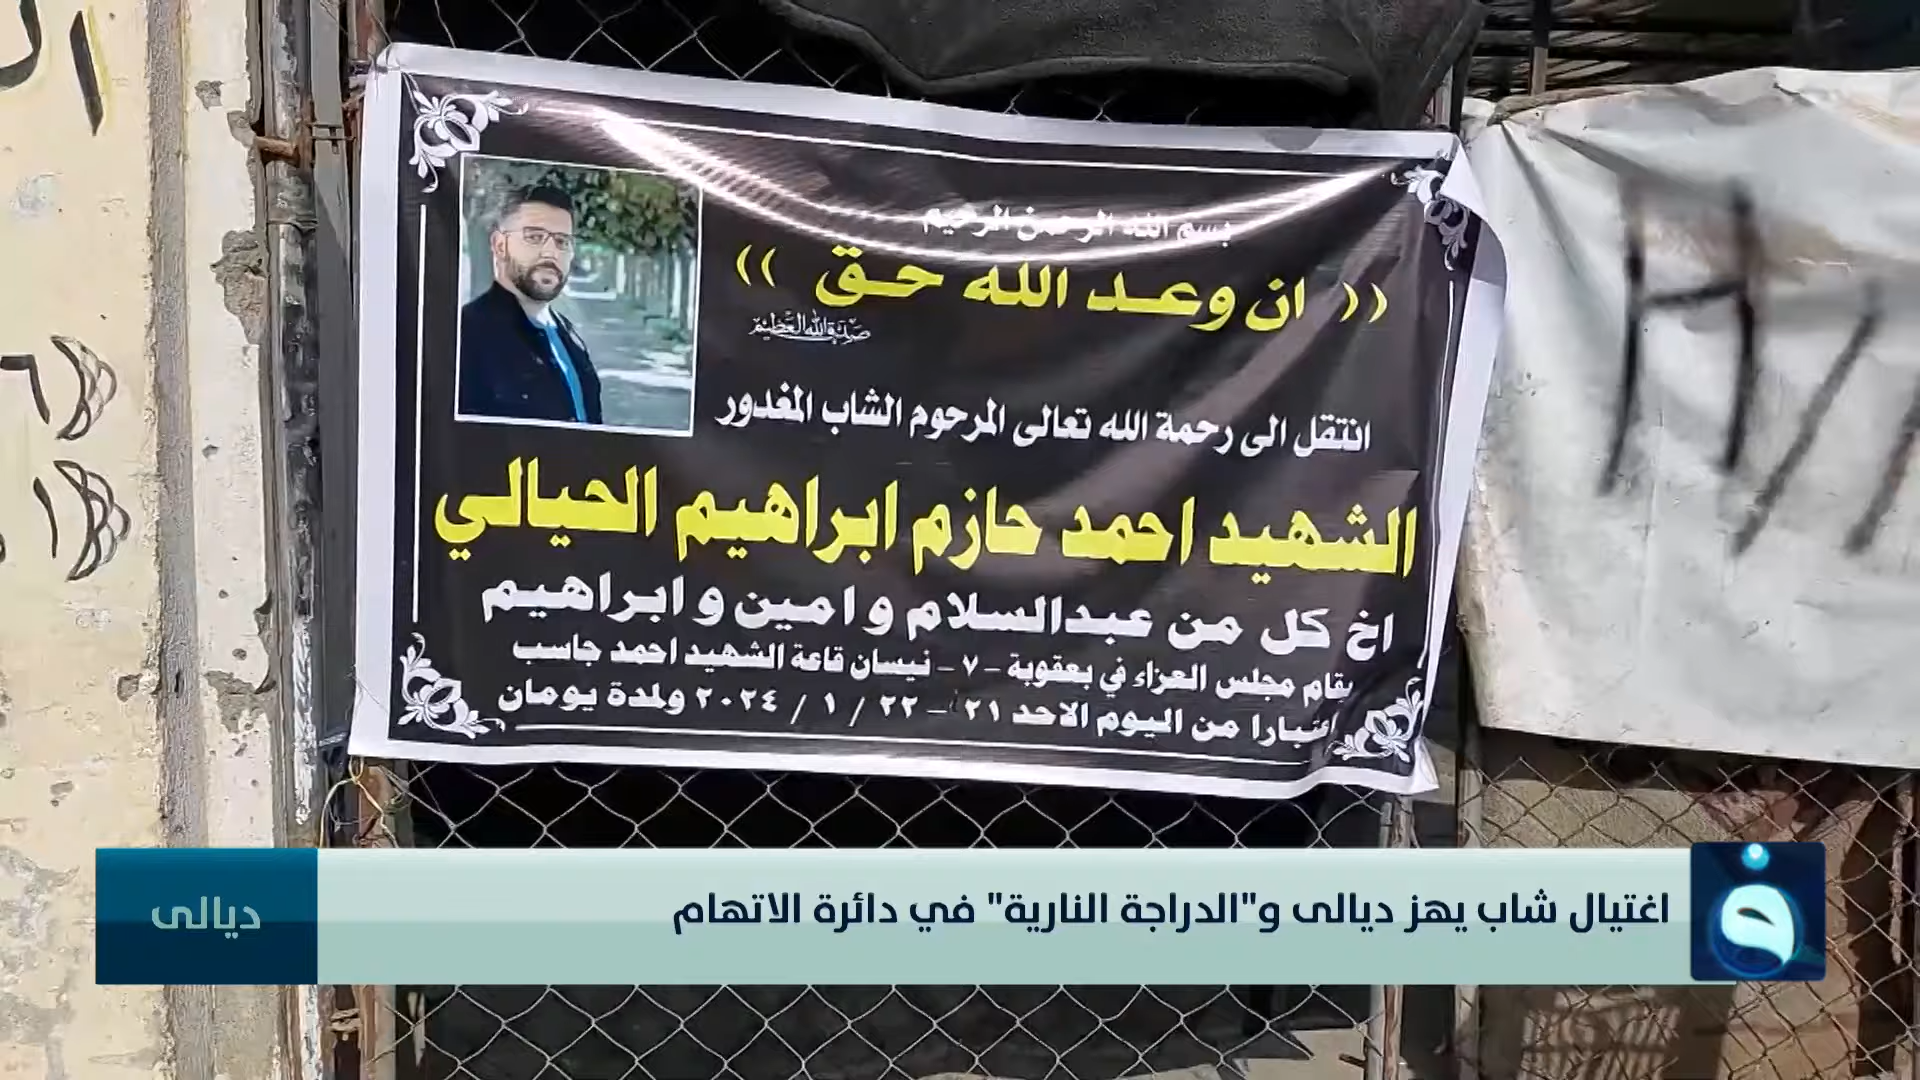 بسم الله الرحمن الرحيم
(( ان وعد الله حق ))
صدق الله العظيم
انتقل الى رحمة الله تعالى المرحوم الشاب المغدور
الشهيد احمد حازم ابراهيم الحيالي
اخ كل من عبدالسلام و امين و ابراهيم
يقام مجلس العزاء في بعقوبة - ٧ - نيسان قاعة الشهيد احمد جاسب
اعتبارا من اليوم الاحد ٢١ - ٢٢ / ١ / ٢٠٢٤ ولمدة يومان
اغتيال شاب يهز ديالى و"الدراجة النارية" في دائرة الاتهام
ديالى